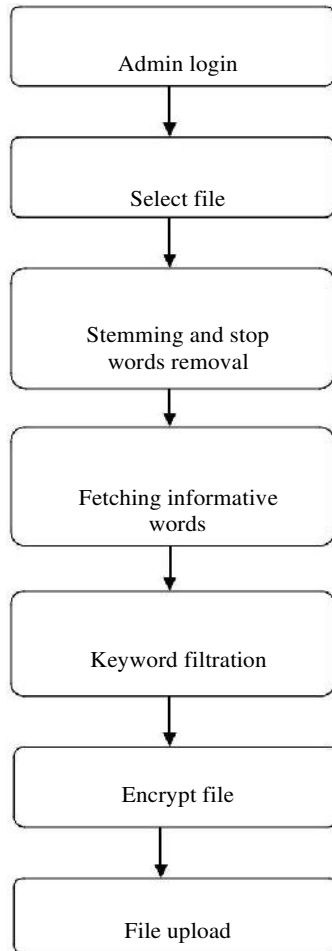 Admin login
Select file
Stemming and stop
words removal
Fetching informative
words
Keyword filtration
Encrypt file
File upload